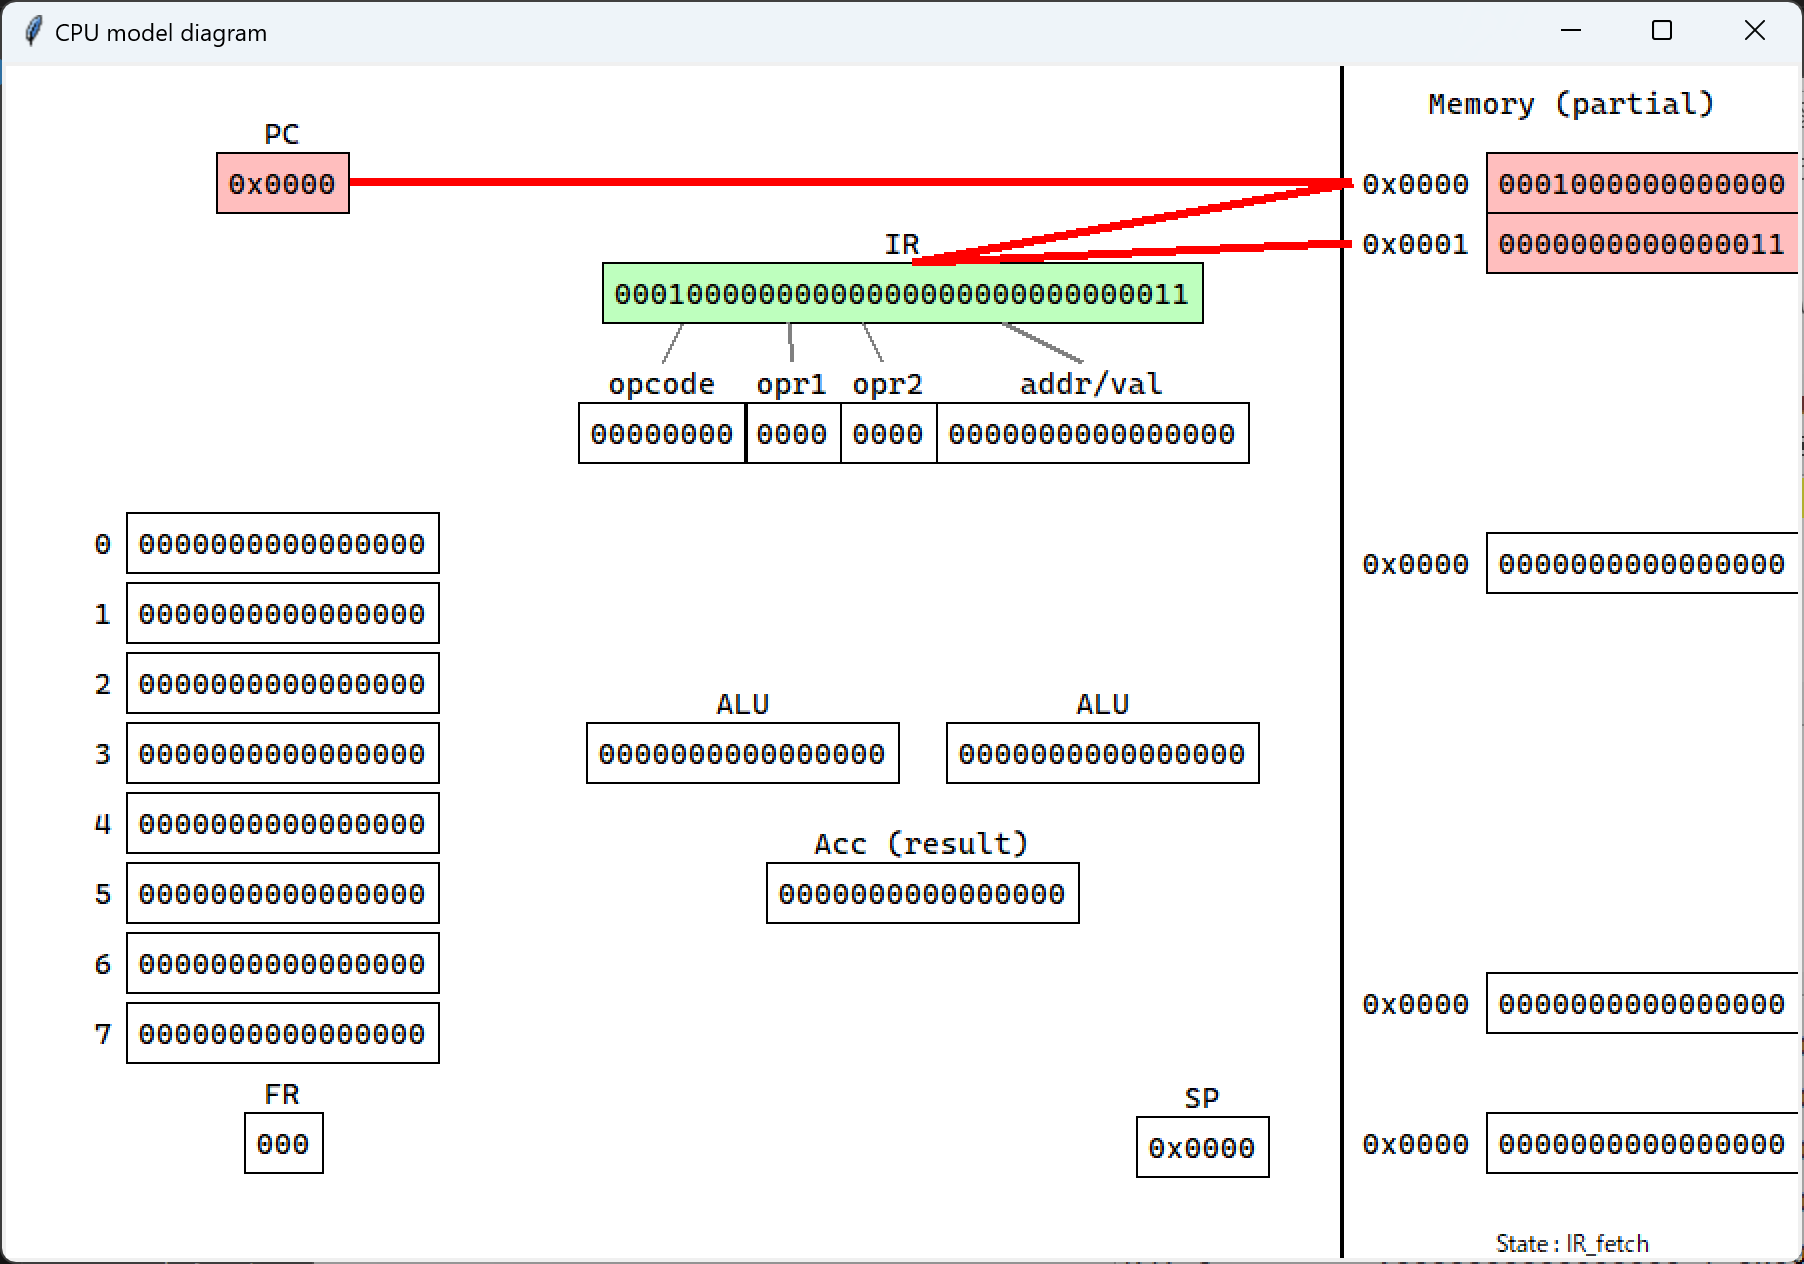 CPU model diagram
Memory (partial)
PC
0x0000
0x0000 0001000000000000
IR
0x0001 0000000000000011
00010000000000000000000000000011
opcode opr1 opr2 addr/val
00000000 0000 0000 0000000000000000
0 0000000000000000
0x0000 0000000000000000
1 0000000000000000
2 0000000000000000
ALU ALU
3 0000000000000000
0000000000000000 0000000000000000
4 0000000000000000
Acc (result)
5 0000000000000000
0000000000000000
6 0000000000000000
0x0000 0000000000000000
7 0000000000000000
FR
SP
000
0x0000
0x0000 0000000000000000
State : IR_fetch